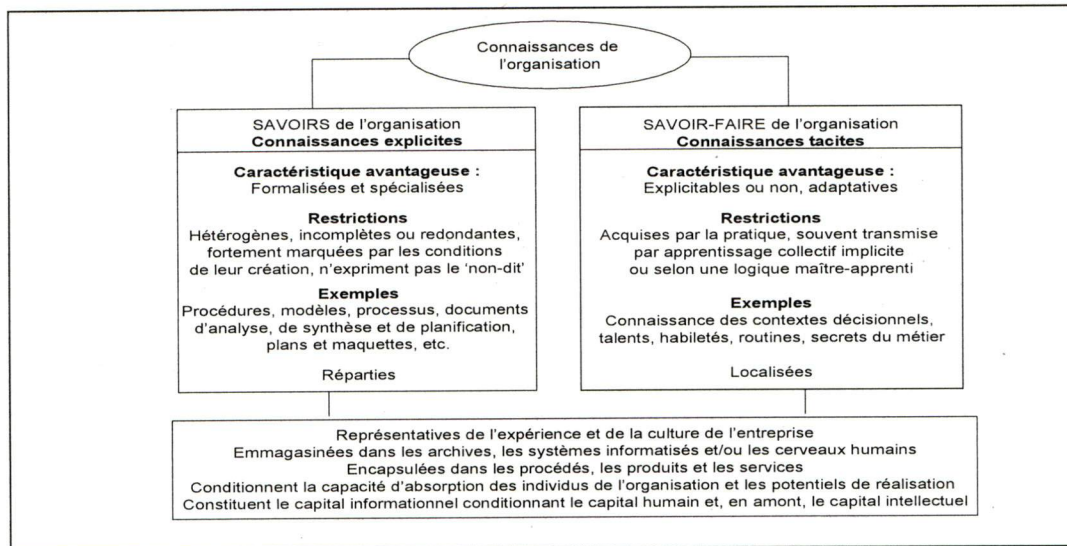 Connaissances de
l'organisation
SAVOIRS de l'organisation
Connaissances explicites
Caractéristique avantageuse :
Formalisées et spécialisées
Restrictions
Hétérogènes, incomplètes ou redondantes,
fortement marquées par les conditions
de leur création, n'expriment pas le 'non-dit'
Exemples
Procédures, modèles, processus, documents
d'analyse, de synthèse et de planification,
plans et maquettes, etc.
Réparties
SAVOIR-FAIRE de l'organisation
Connaissances tacites
Caractéristique avantageuse :
Explicitables ou non, adaptatives
Restrictions
Acquises par la pratique, souvent transmise
par apprentissage collectif implicite
ou selon une logique maître-apprenti
Exemples
Connaissance des contextes décisionnels,
talents, habiletés, routines, secrets du métier
Localisées
Représentatives de l'expérience et de la culture de l'entreprise
Emmagasinées dans les archives, les systèmes informatisés et/ou les cerveaux humains
Encapsulées dans les procédés, les produits et les services
Conditionnent la capacité d'absorption des individus de l'organisation et les potentiels de réalisation
Constituent le capital informationnel conditionnant le capital humain et, en amont, le capital intellectuel